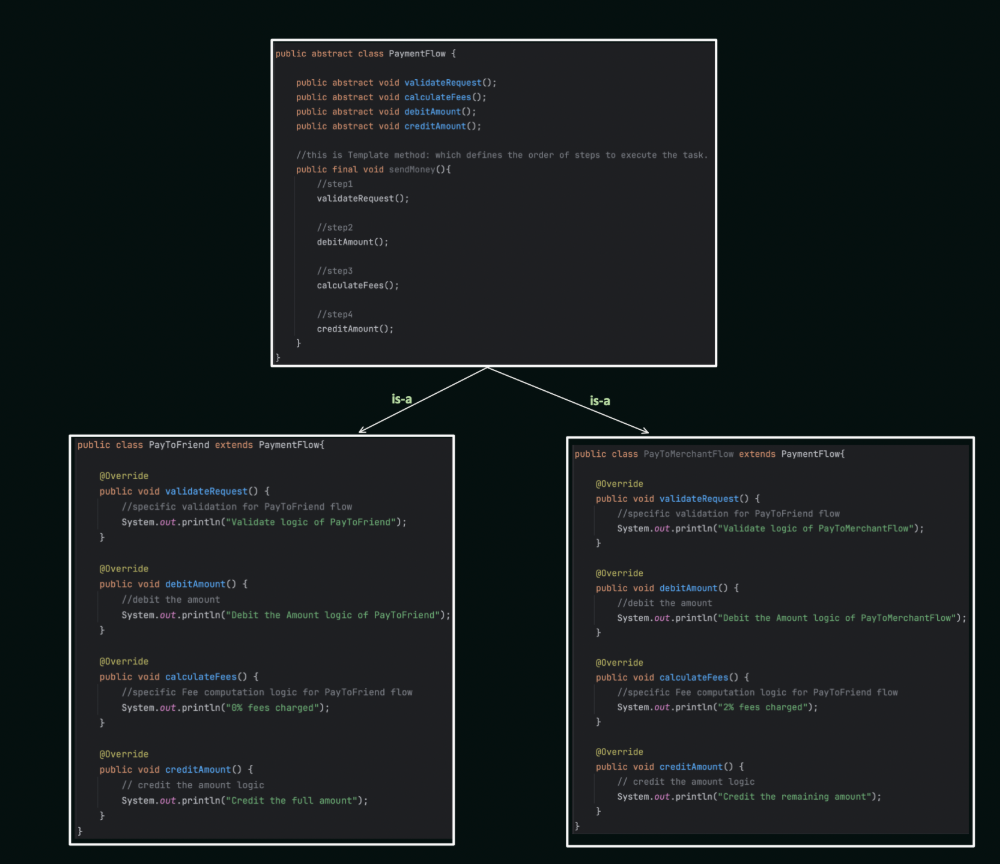 public abstract class PaymentFlow {
public abstract void validateRequest();
public abstract void calculateFees();
public abstract void debitAmount();
public abstract void creditAmount();
//this is Template method: which defines the order of steps to execute the task.
public final void sendMoney(){
//step1
validateRequest();
//step2
debitAmount();
//step3
calculateFees();
//step4
creditAmount();
}
}
is-a
is-a
public class PayToFriend extends PaymentFlow{
@Override
public void validateRequest() {
//specific validation for PayToFriend flow
System.out.println("Validate logic of PayToFriend");
}
@Override
public void debitAmount() {
//debit the amount
System.out.println("Debit the Amount logic of PayToFriend");
}
@Override
public void calculateFees() {
//specific Fee computation logic for PayToFriend flow
System.out.println("0% fees charged");
}
@Override
public void creditAmount() {
// credit the amount logic
System.out.println("Credit the full amount");
}
}
public class PayToMerchantFlow extends PaymentFlow{
@Override
public void validateRequest() {
//specific validation for PayToFriend flow
System.out.println("Validate logic of PayToMerchantFlow");
}
@Override
public void debitAmount() {
//debit the amount
System.out.println("Debit the Amount logic of PayToMerchantFlow");
}
@Override
public void calculateFees() {
//specific Fee computation logic for PayToFriend flow
System.out.println("2% fees charged");
}
@Override
public void creditAmount() {
// credit the amount logic
System.out.println("Credit the remaining amount");
}
}